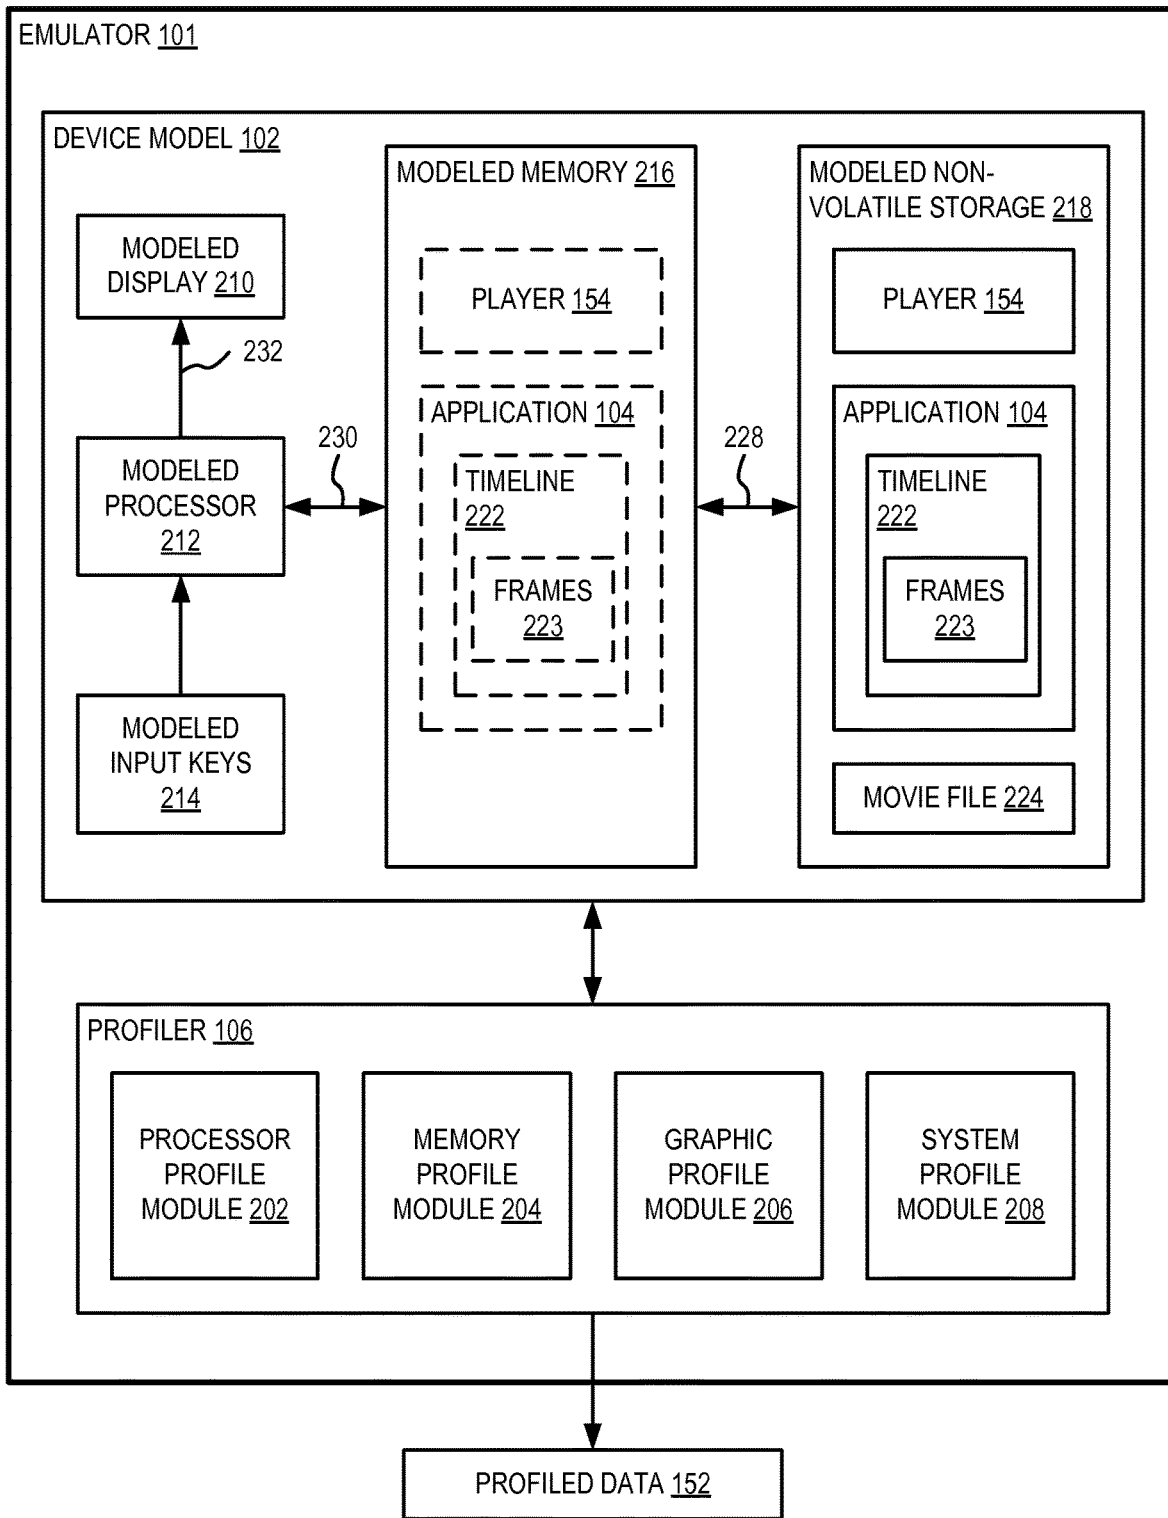 EMULATOR 101
DEVICE MODEL 102
MODELED
DISPLAY 210
232
MODELED
PROCESSOR
212
MODELED
INPUT KEYS
214
230
MODELED MEMORY 216
PLAYER 154
APPLICATION 104
TIMELINE
222
FRAMES
223
228
MODELED NON-
VOLATILE STORAGE 218
PLAYER 154
APPLICATION 104
TIMELINE
222
FRAMES
223
MOVIE FILE 224
PROFILER 106
PROCESSOR
PROFILE
MODULE 202
MEMORY
PROFILE
MODULE 204
GRAPHIC
PROFILE
MODULE 206
SYSTEM
PROFILE
MODULE 208
PROFILED DATA 152